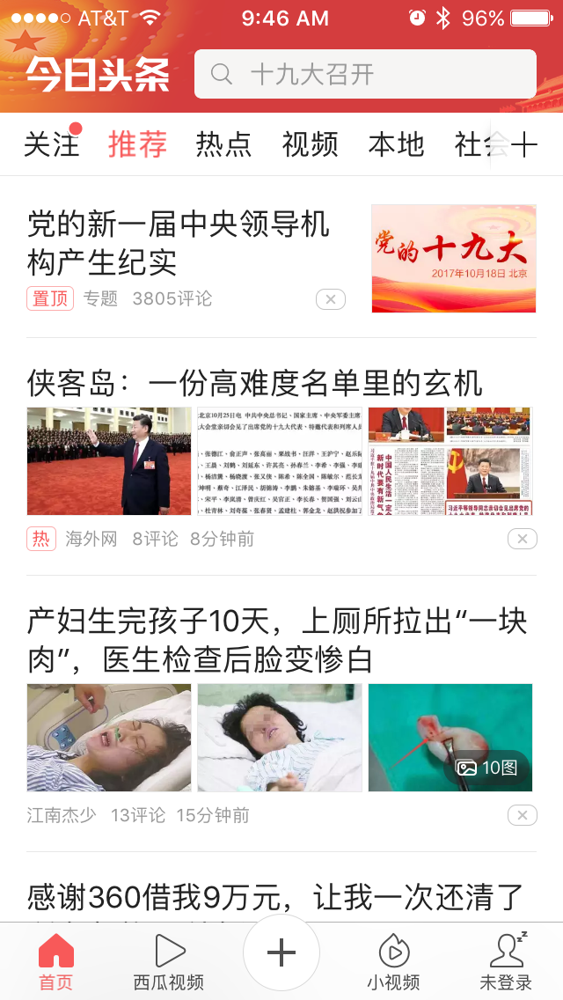 AT&T 9:46 AM 96%
今日头条 十九大召开
关注 推荐 热点 视频 本地 社会
党的新一届中央领导机
构产生纪实
置顶 专题 3805评论
党的十九大
2017年10月18日 北京
侠客岛：一份高难度名单里的玄机
热 海外网 8评论 8分钟前
产妇生完孩子10天，上厕所拉出“一块
肉”，医生检查后脸变惨白
10图
江南杰少 13评论 15分钟前
感谢360借我9万元，让我一次还清了
首页 西瓜视频 小视频 未登录